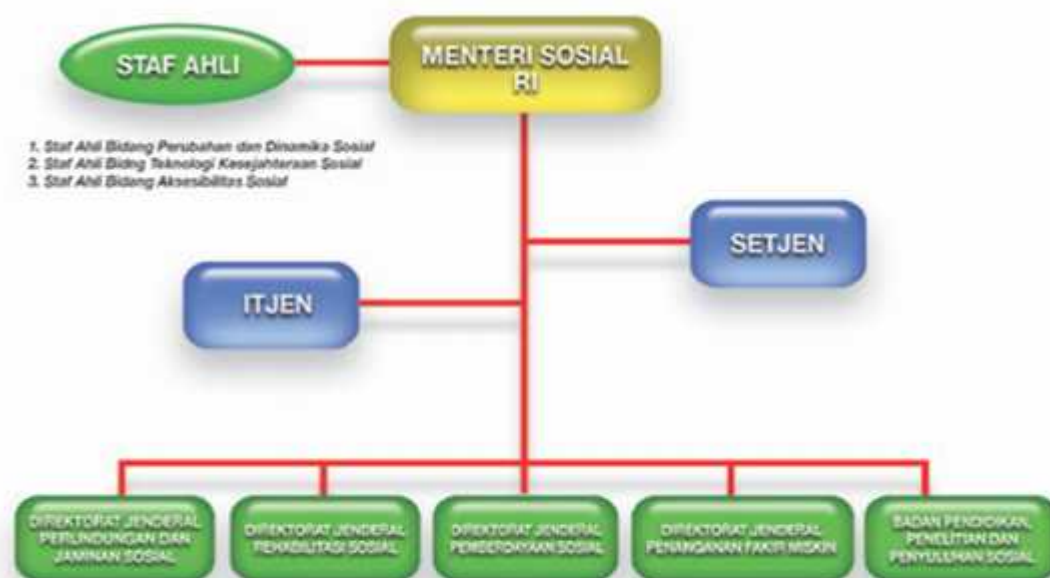 STAF AHLI
MENTERI SOSIAL
RI
1. Staf Ahli Bidang Perubahan dan Dinamika Sosial
2. Staf Ahli Bidng Teknologi Kesejahteraan Sosial
3. Staf Ahli Bidang Aksesibilitas Sosial
SETJEN
ITJEN
DIREKTORAT JENDERAL
PERLINDUNGAN DAN
JAMINAN SOSIAL
DIREKTORAT JENDERAL
REHABILITASI SOSIAL
DIREKTORAT JENDERAL
PEMBERDAYAAN SOSIAL
DIREKTORAT JENDERAL
PENANGANAN FAKIR MISKIN
BADAN PENDIDIKAN,
PENELITIAN DAN
PENYULUHAN SOSIAL